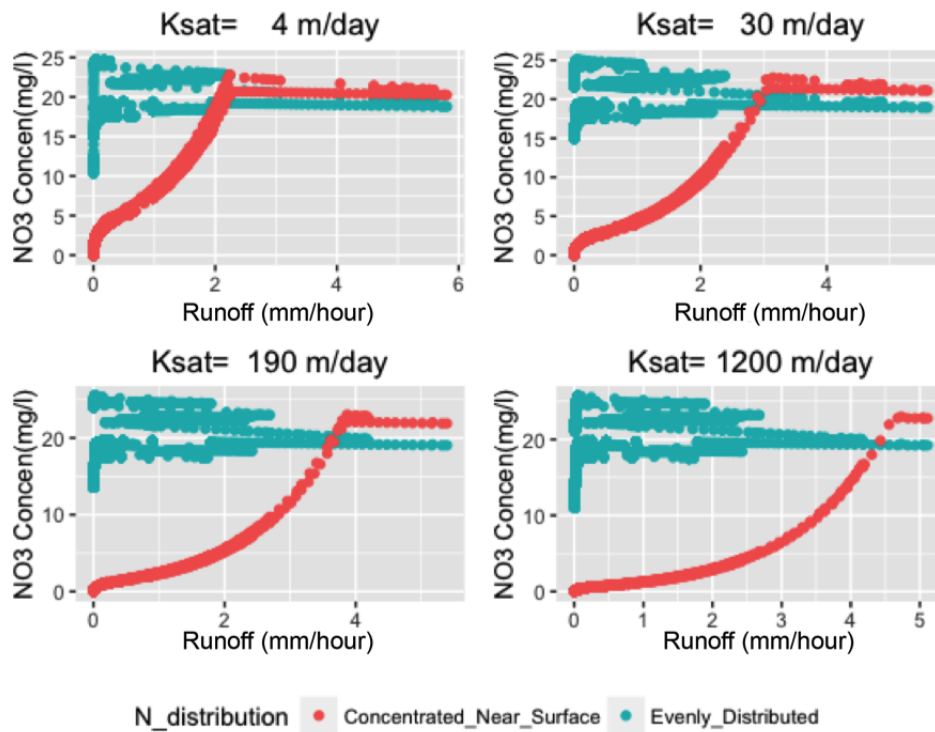 Ksat= 4 m/day
NO3 Concen(mg/l)
25
20
15
10
5
0
0 2 4 6
Runoff (mm/hour)
Ksat= 30 m/day
NO3 Concen(mg/l)
25
20
15
10
5
0
0 2 4
Runoff (mm/hour)
Ksat= 190 m/day
NO3 Concen(mg/l)
20
10
0
0 2 4
Runoff (mm/hour)
Ksat= 1200 m/day
NO3 Concen(mg/l)
20
10
0
0 1 2 3 4 5
Runoff (mm/hour)
N_distribution Concentrated_Near_Surface Evenly_Distributed